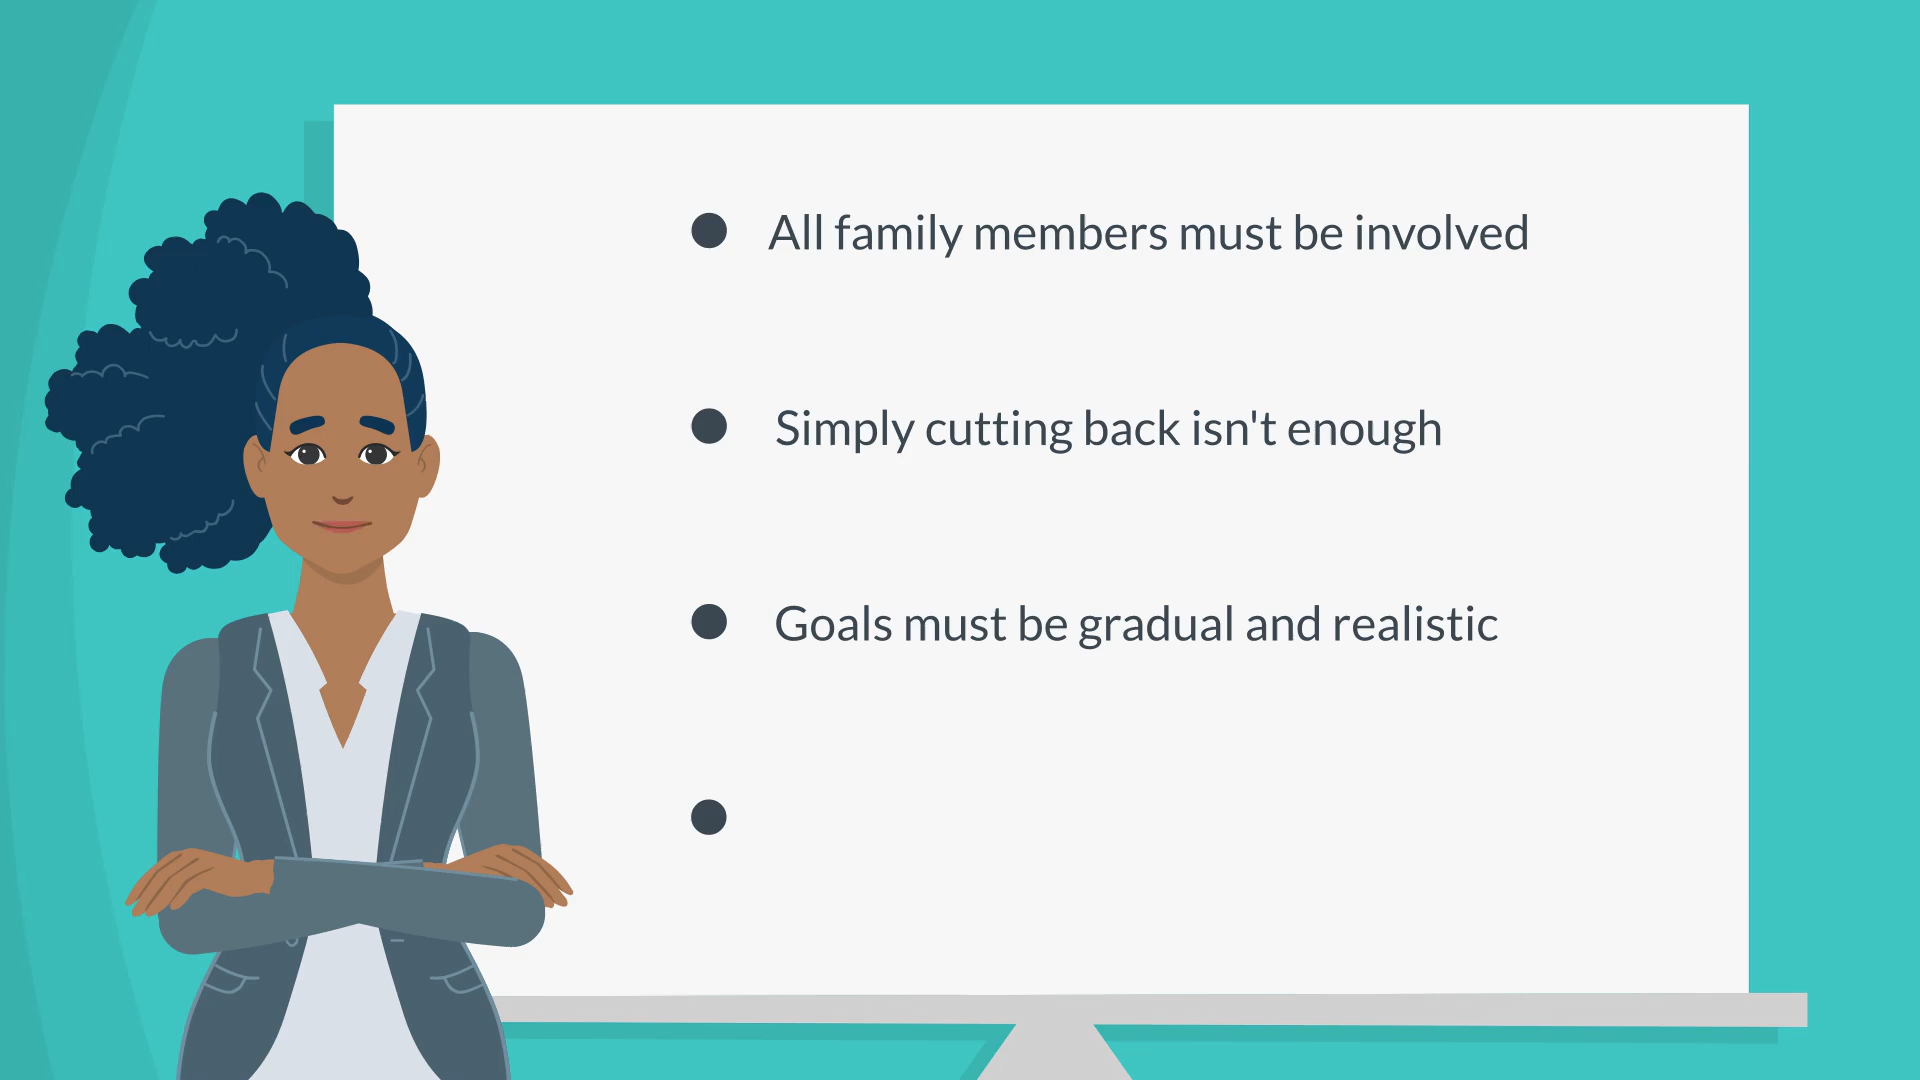 All family members must be involved
Simply cutting back isn't enough
Goals must be gradual and realistic